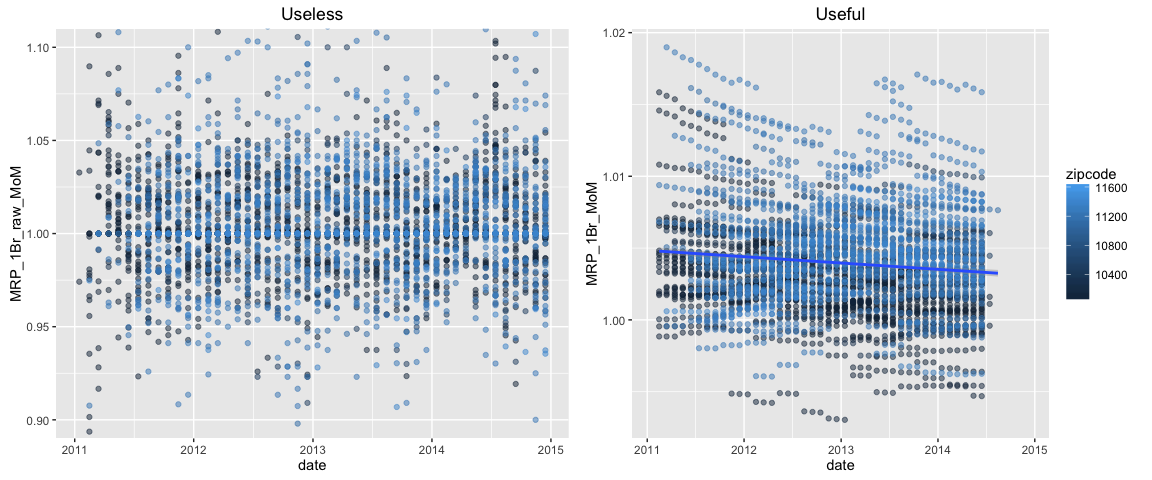 Useless
1.10
1.05
1.00
0.95
0.90
MRP_1Br_raw_MoM
2011 2012 2013 2014 2015
date
Useful
1.02
1.01
1.00
MRP_1Br_MoM
2011 2012 2013 2014 2015
date
zipcode
11600
11200
10800
10400